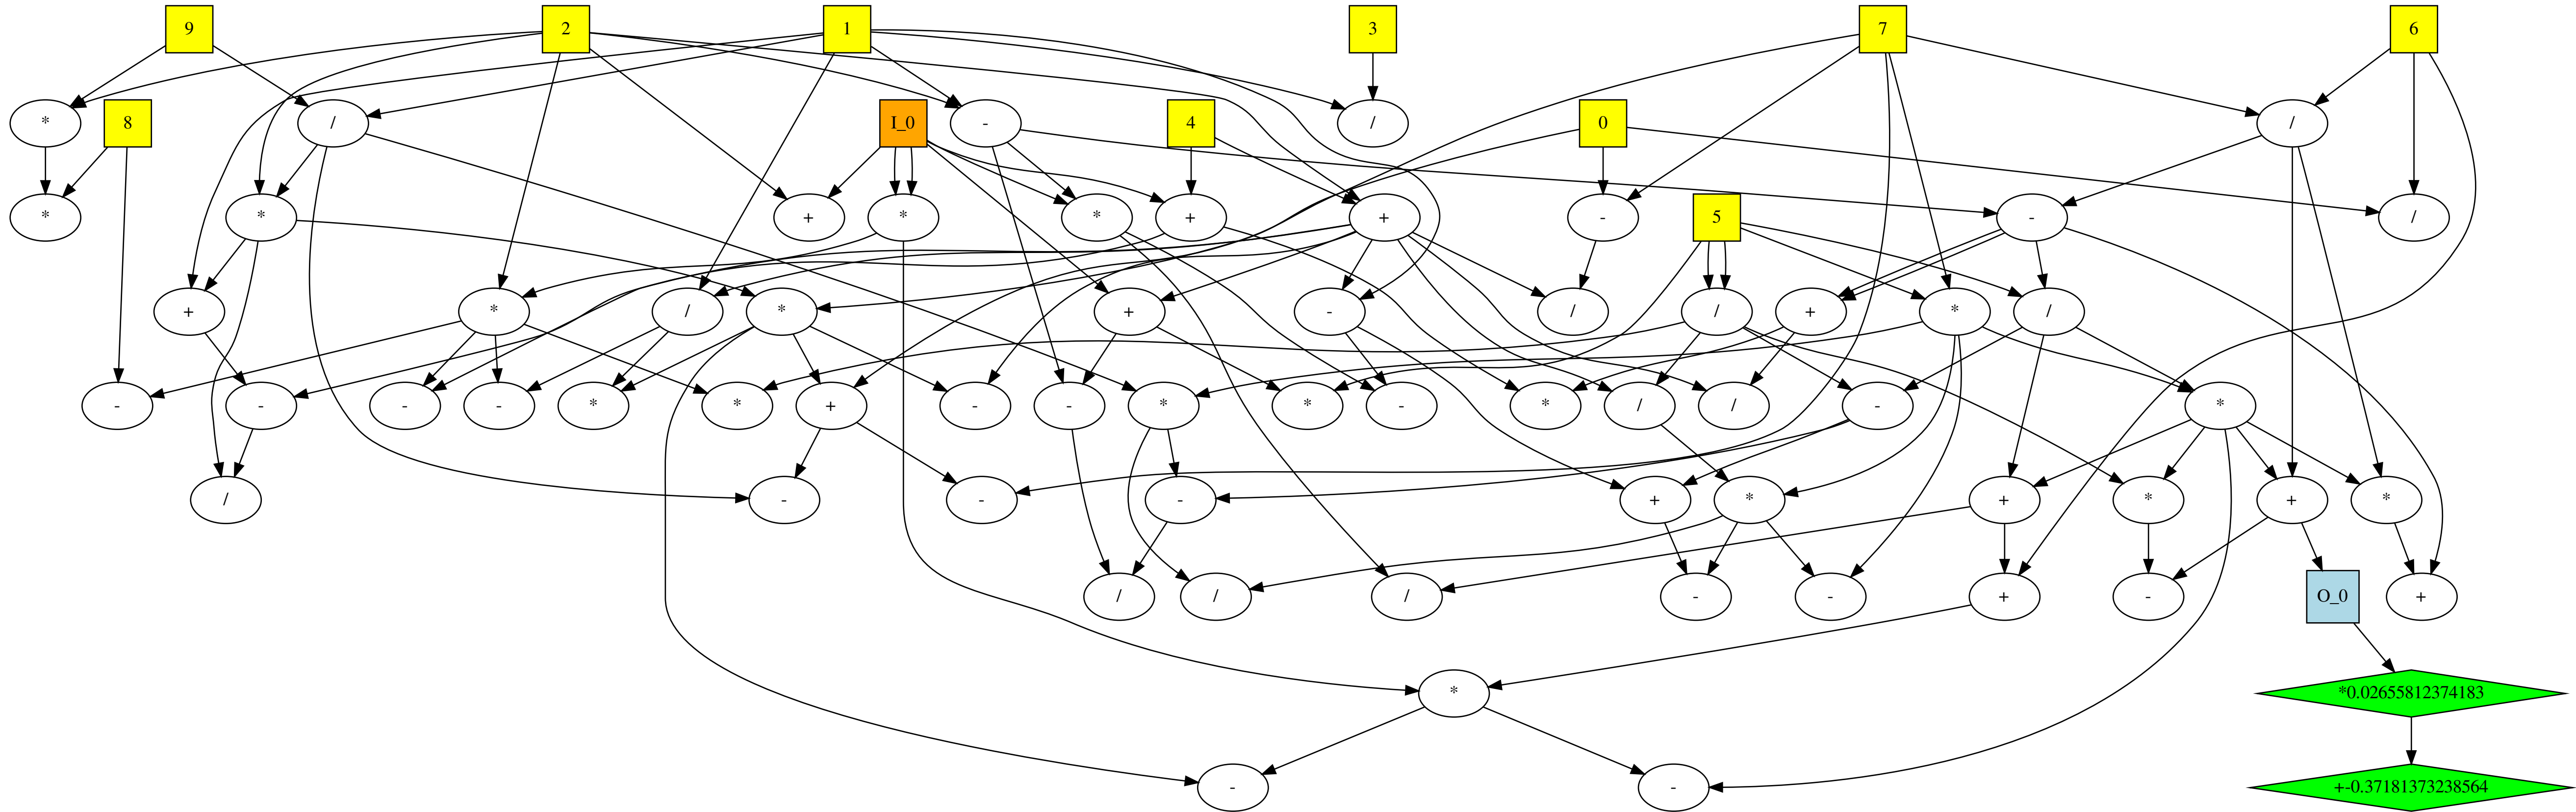 9 2 1 3 7 6
* 8 / I_0 - 4 / 0 /
* * + * * + + - 5 - /
+ * / * + - / / + * /
- - - - * * + - - * * - * / / - *
/ - - - + * + * + *
/ / / - - + - O_0 +
* *0.02655812374183
- - +-0.37181373238564